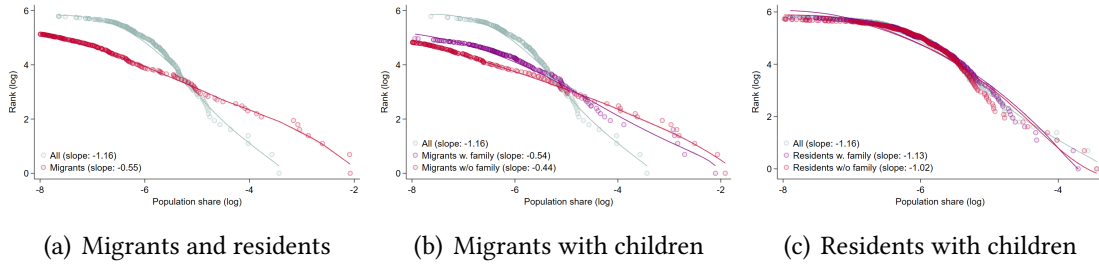 6
4
2
0
Rank (log)
All (slope: -1.16)
Migrants (slope: -0.55)
-8
-6
-4
-2
Population share (log)
(a) Migrants and residents
6
4
2
0
Rank (log)
All (slope: -1.16)
Migrants w. family (slope: -0.54)
Migrants w/o family (slope: -0.44)
-8
-6
-4
-2
Population share (log)
(b) Migrants with children
6
4
2
0
Rank (log)
All (slope: -1.16)
Residents w. family (slope: -1.13)
Residents w/o family (slope: -1.02)
-8
-6
-4
Population share (log)
(c) Residents with children